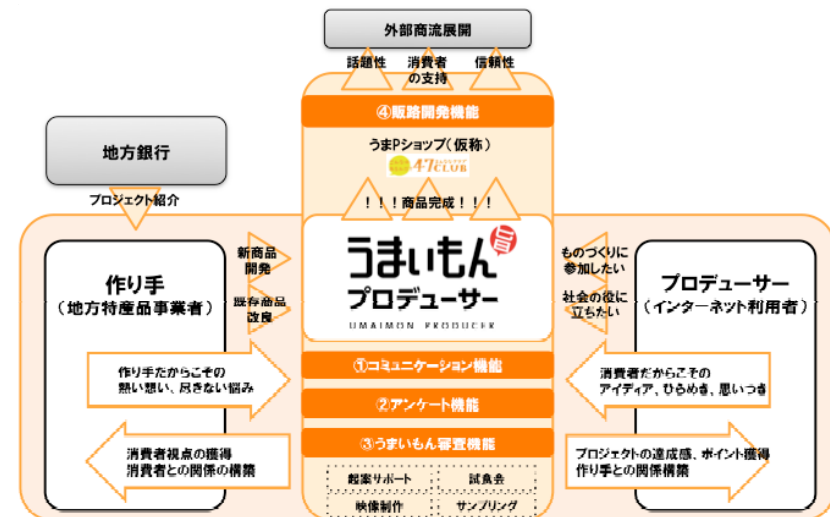 外部商流展開
話題性
消費者
の支持
信頼性
④販路開発機能
うまPショップ(仮称)
47CLUB
地方銀行
プロジェクト紹介
!!!商品完成!!!
作り手
(地方特産品事業者)
新商品
開発
既存商品
改良
うまいもん
旨
プロデューサー
UMAIMON PRODUCER
ものづくりに
参加したい
社会の役に
立ちたい
プロデューサー
(インターネット利用者)
①コミュニケーション機能
作り手だからこその
熱い想い、尽きない悩み
消費者だからこその
アイディア、ひらめき、思いつき
②アンケート機能
③うまいもん審査機能
消費者視点の獲得
消費者との関係の構築
プロジェクトの達成感、ポイント獲得
作り手との関係構築
起案サポート
試食会
映像制作
サンプリング